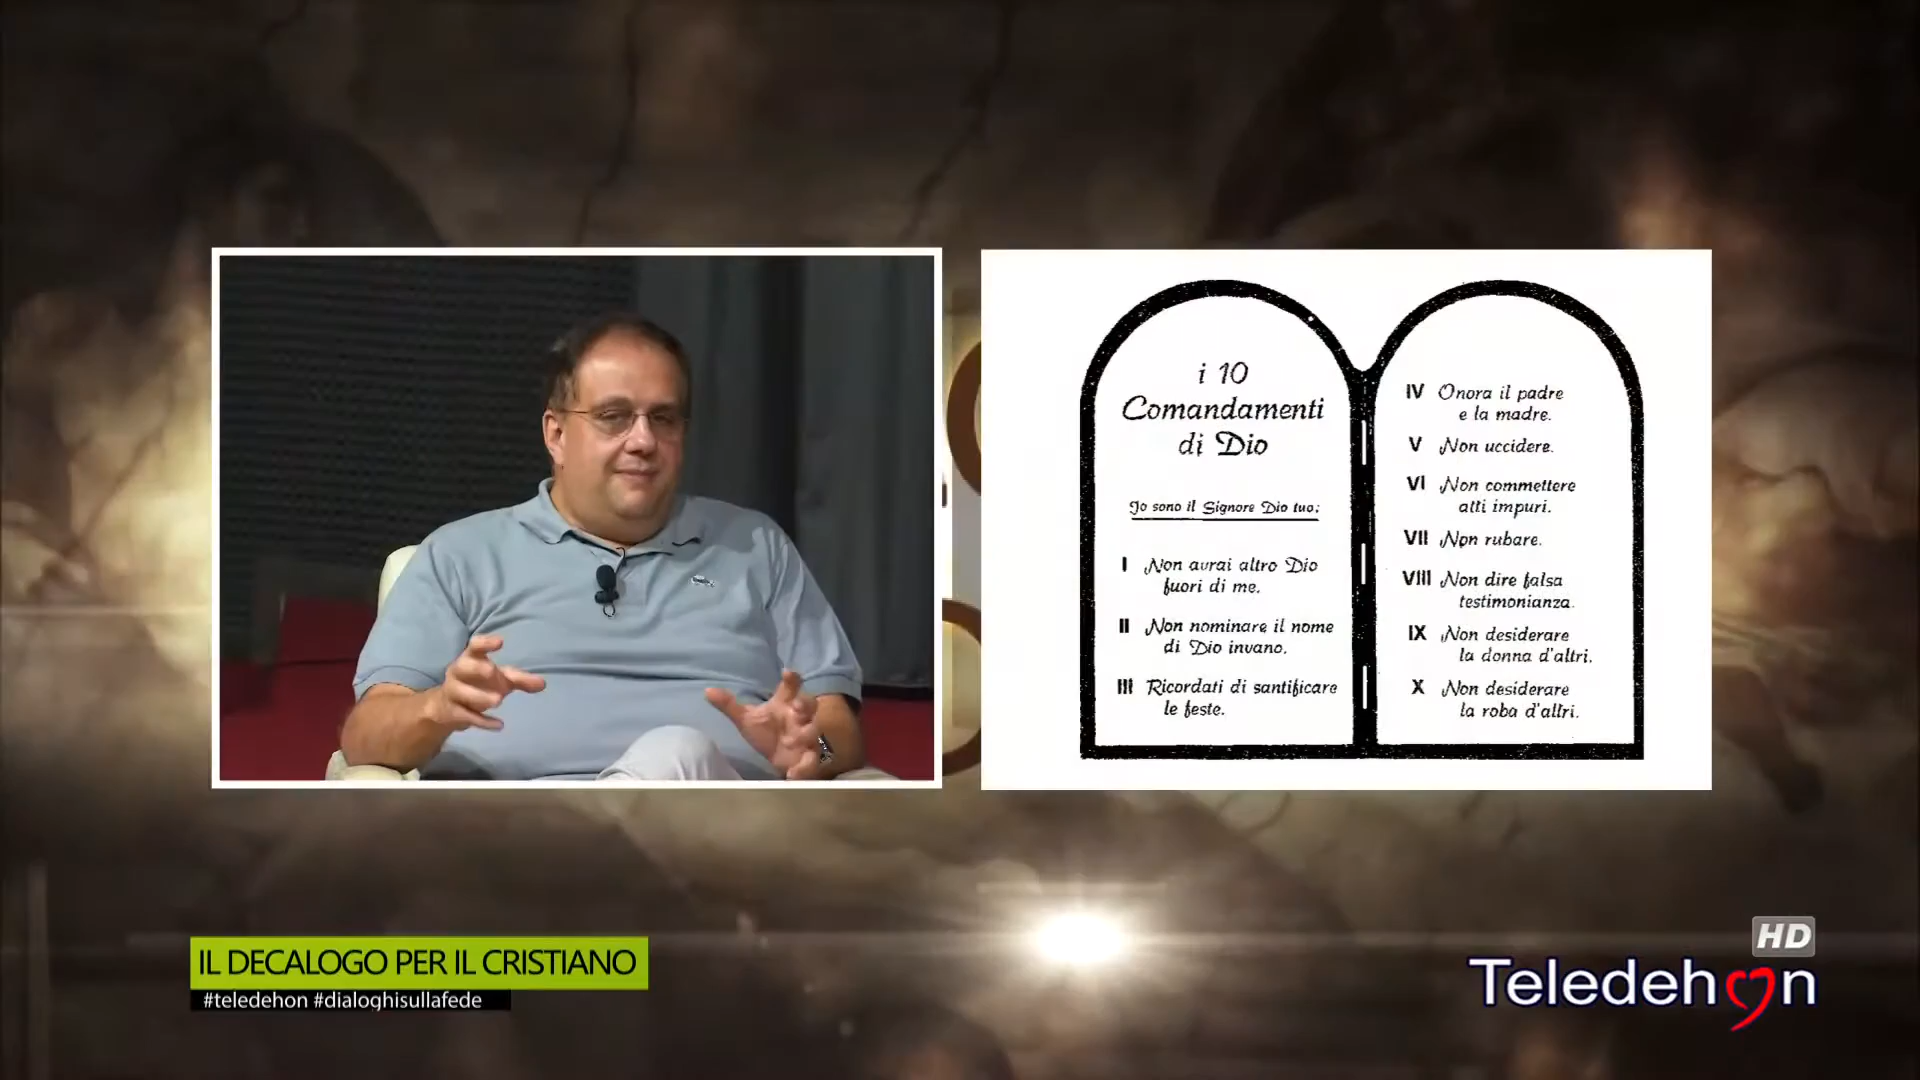 i 10
Comandamenti
di Dio
Io sono il Signore Dio tuo:
I Non avrai altro Dio
fuori di me.
II Non nominare il nome
di Dio invano.
III Ricordati di santificare
le feste.
IV Onora il padre
e la madre.
V Non uccidere.
VI Non commettere
atti impuri.
VII Non rubare.
VIII Non dire falsa
testimonianza.
IX Non desiderare
la donna d'altri.
X Non desiderare
la roba d'altri.
IL DECALOGO PER IL CRISTIANO
#teledehon #dialoghisullafede
HD
Teledehon